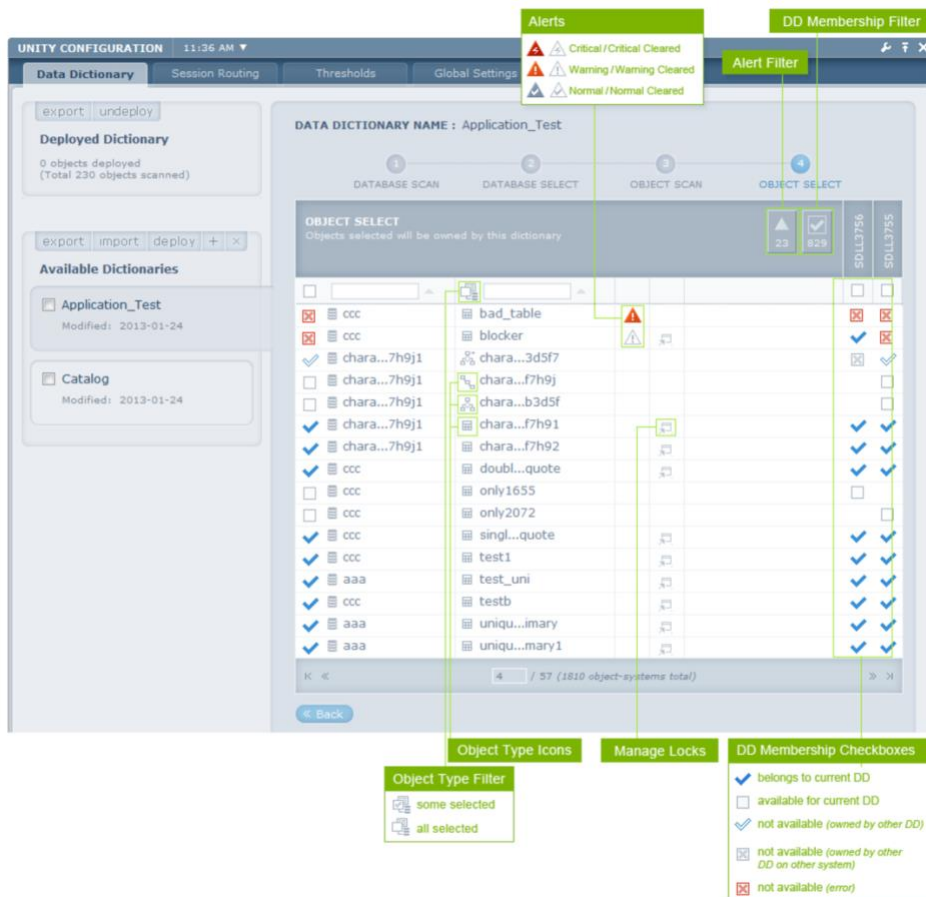 Alerts
Critical / Critical Cleared
Warning / Warning Cleared
Normal / Normal Cleared
DD Membership Filter
Alert Filter
UNITY CONFIGURATION 11:36 AM ▼
Data Dictionary Session Routing Thresholds Global Settings
export undeploy
Deployed Dictionary
0 objects deployed
(Total 230 objects scanned)
export import deploy + ×
Available Dictionaries
Application_Test
Modified: 2013-01-24
Catalog
Modified: 2013-01-24
DATA DICTIONARY NAME : Application_Test
1 2 3 4
DATABASE SCAN DATABASE SELECT OBJECT SCAN OBJECT SELECT
OBJECT SELECT
Objects selected will be owned by this dictionary
23 829 SDLL3756 SDLL3755
ccc bad_table
ccc blocker
chara...7h9j1 chara...3d5f7
chara...7h9j1 chara...f7h9j
chara...7h9j1 chara...b3d5f
chara...7h9j1 chara...f7h91
chara...7h9j1 chara...f7h92
ccc doubl...quote
ccc only1655
ccc only2072
ccc singl...quote
ccc test1
aaa test_uni
ccc testb
aaa uniqu...imary
aaa uniqu...mary1
4 / 57 (1810 object-systems total)
« Back
Object Type Icons
Manage Locks
DD Membership Checkboxes
Object Type Filter
some selected
all selected
belongs to current DD
available for current DD
not available (owned by other DD)
not available (owned by other
DD on other system)
not available (error)